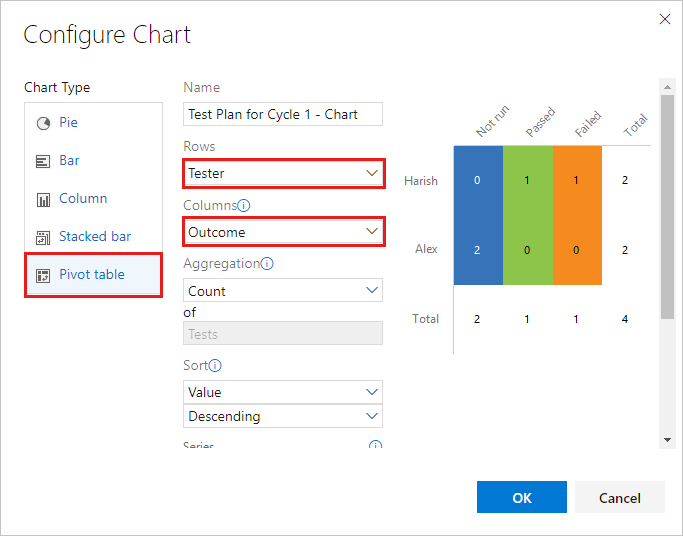 Configure Chart
Chart Type
Pie
Bar
Column
Stacked bar
Pivot table
Name
Test Plan for Cycle 1 - Chart
Rows
Tester
Columns
Outcome
Aggregation
Count
of
Tests
Sort
Value
Descending
Series
Not run Passed Failed Total
Harish 0 1 1 2
Alex 2 0 0 2
Total 2 1 1 4
OK Cancel